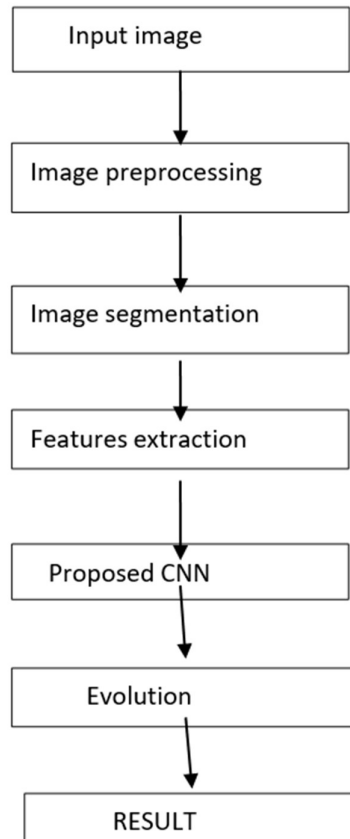 Input image
Image preprocessing
Image segmentation
Features extraction
Proposed CNN
Evolution
RESULT